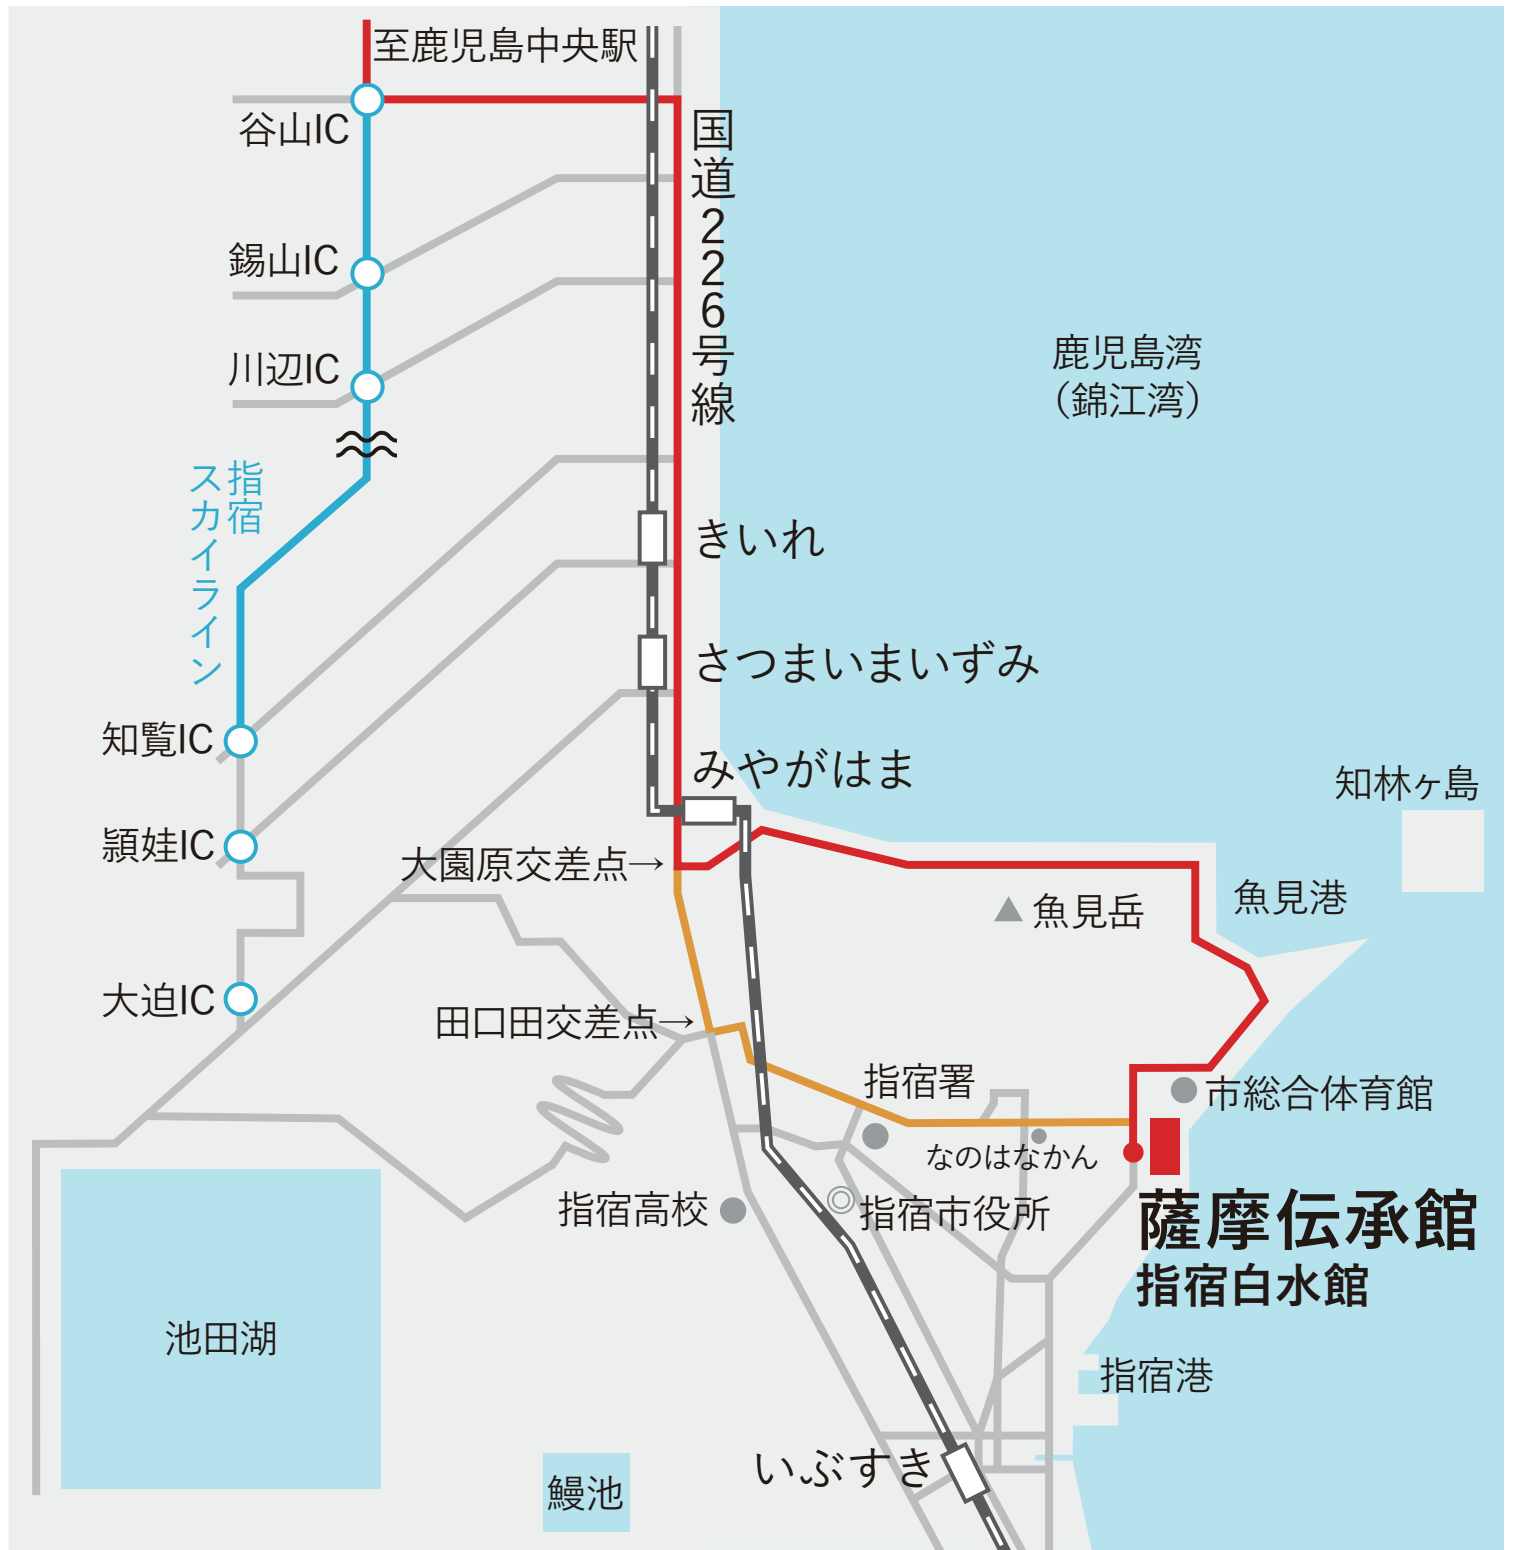 至鹿児島中央駅
谷山IC
国道226号線
錫山IC
川辺IC
鹿児島湾
（錦江湾）
指宿
スカイライン
きいれ
さつまいまいずみ
知覧IC
みやがはま
知林ヶ島
頴娃IC
大園原交差点→
魚見岳
魚見港
大迫IC
田口田交差点→
指宿署
市総合体育館
なのはなかん
指宿高校
指宿市役所
薩摩伝承館
指宿白水館
池田湖
指宿港
いぶすき
鰻池